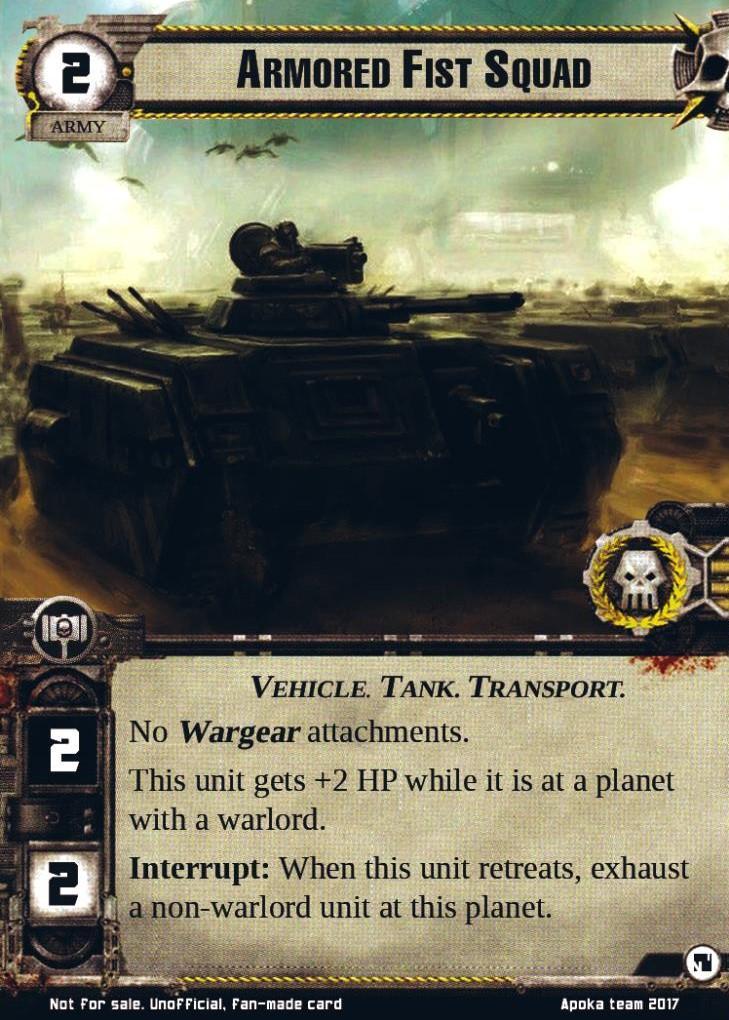 2
ARMORED FIST SQUAD
ARMY
VEHICLE. TANK. TRANSPORT.
2
No Wargear attachments.
This unit gets +2 HP while it is at a planet
with a warlord.
2
Interrupt: When this unit retreats, exhaust
a non-warlord unit at this planet.
Not for sale. Unofficial, fan-made card
Apoka team 2017